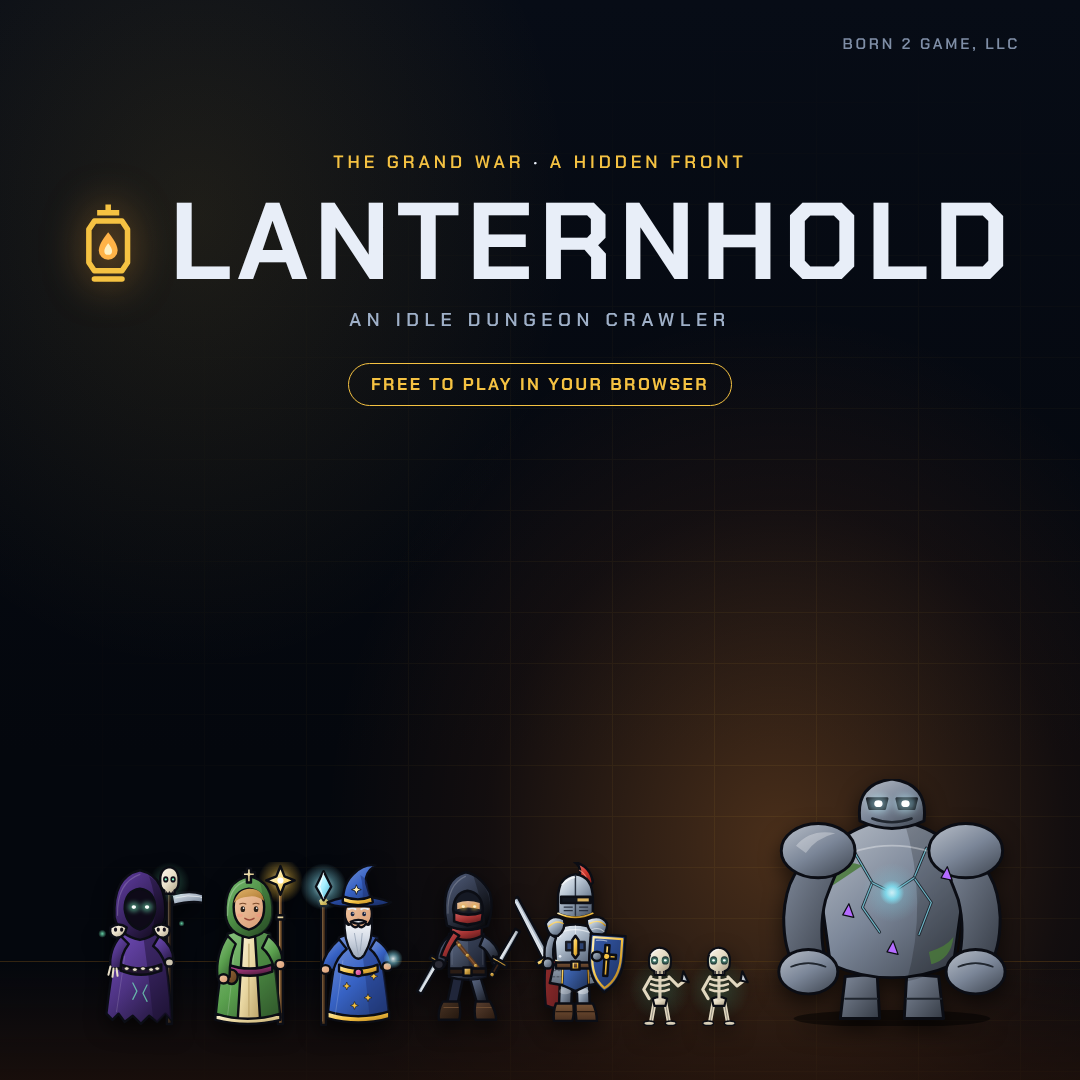 BORN 2 GAME, LLC
THE GRAND WAR · A HIDDEN FRONT
LANTERNHOLD
AN IDLE DUNGEON CRAWLER
FREE TO PLAY IN YOUR BROWSER